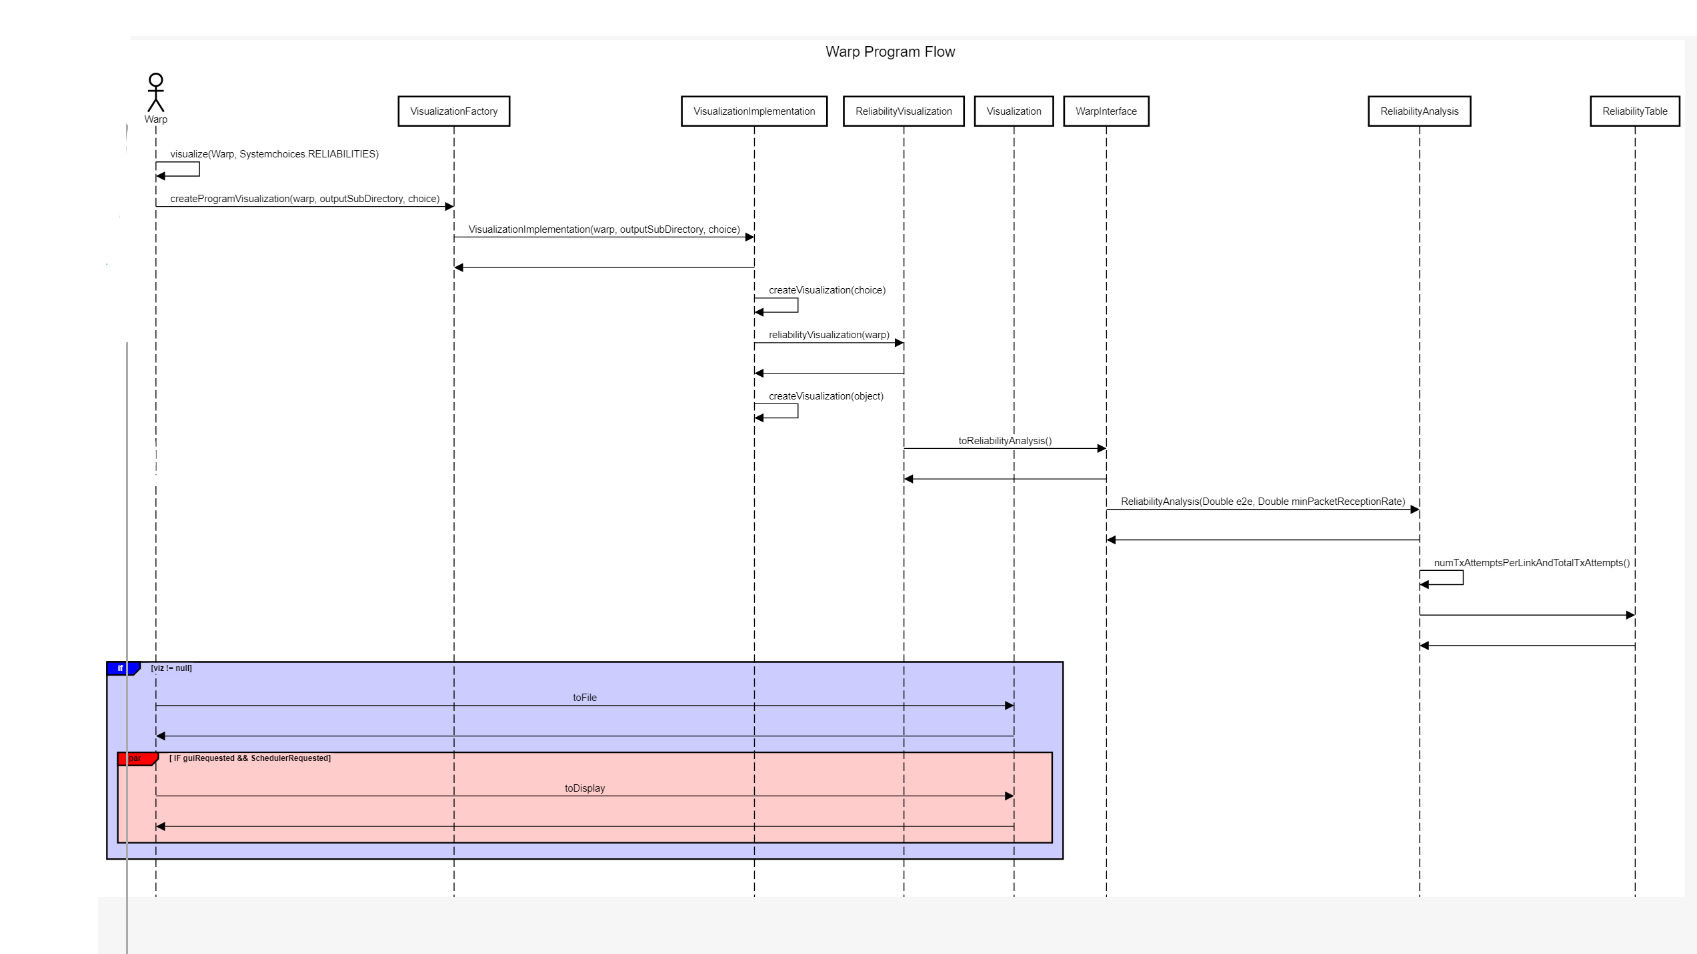 Warp Program Flow
Warp
VisualizationFactory
VisualizationImplementation
ReliabilityVisualization
Visualization
WarpInterface
ReliabilityAnalysis
ReliabilityTable
visualize(Warp, Systemchoices.RELIABILITIES)
createProgramVisualization(warp, outputSubDirectory, choice)
VisualizationImplementation(warp, outputSubDirectory, choice)
createVisualization(choice)
reliabilityVisualization(warp)
createVisualization(object)
toReliabilityAnalysis()
ReliabilityAnalysis(Double e2e, Double minPacketReceptionRate)
numTxAttemptsPerLinkAndTotalTxAttempts()
if [viz != null]
toFile
par [ IF guiRequested && SchedulerRequested]
toDisplay